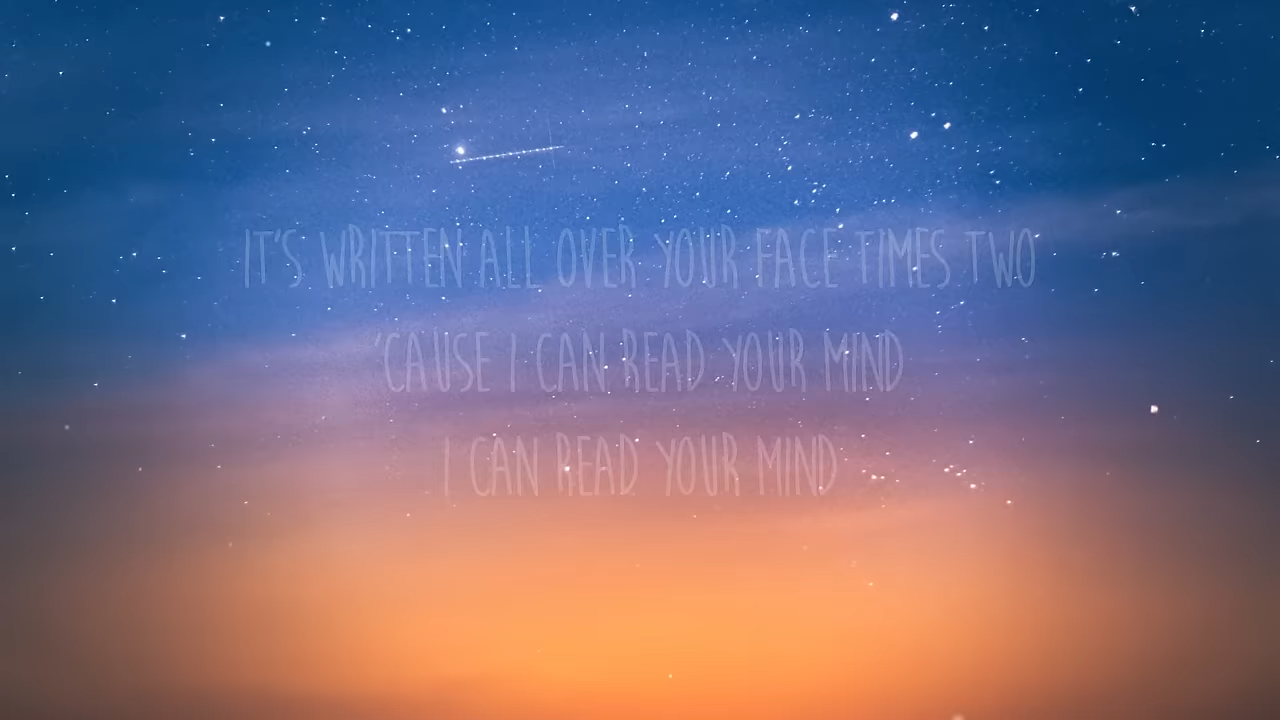 IT'S WRITTEN ALL OVER YOUR FACE TIMES TWO
'CAUSE I CAN READ YOUR MIND
I CAN READ YOUR MIND